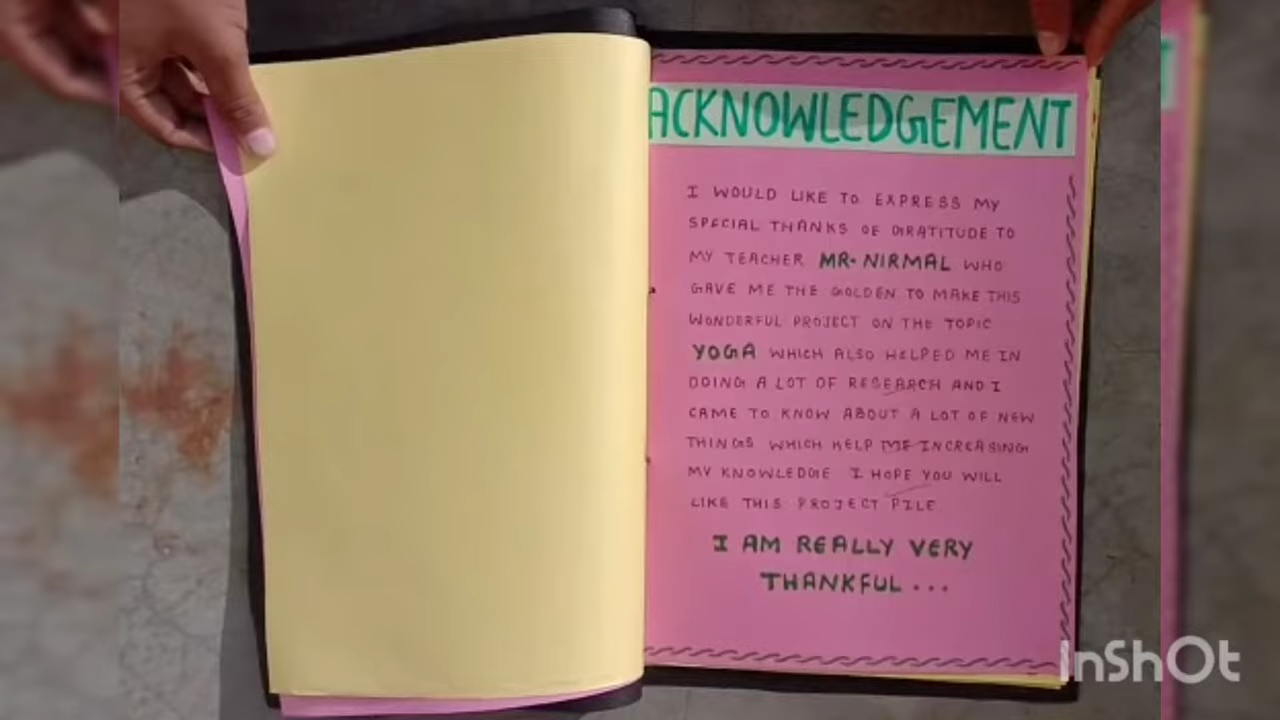 ACKNOWLEDGEMENT
I WOULD LIKE TO EXPRESS MY
SPECIAL THANKS OF GRATITUDE TO
MY TEACHER MR. NIRMAL WHO
GAVE ME THE GOLDEN TO MAKE THIS
WONDERFUL PROJECT ON THE TOPIC
YOGA WHICH ALSO HELPED ME IN
DOING A LOT OF RESEARCH AND I
CAME TO KNOW ABOUT A LOT OF NEW
THINGS WHICH HELP ME INCREASING
MY KNOWLEDGE I HOPE YOU WILL
LIKE THIS PROJECT FILE
I AM REALLY VERY
THANKFUL...
InShOt